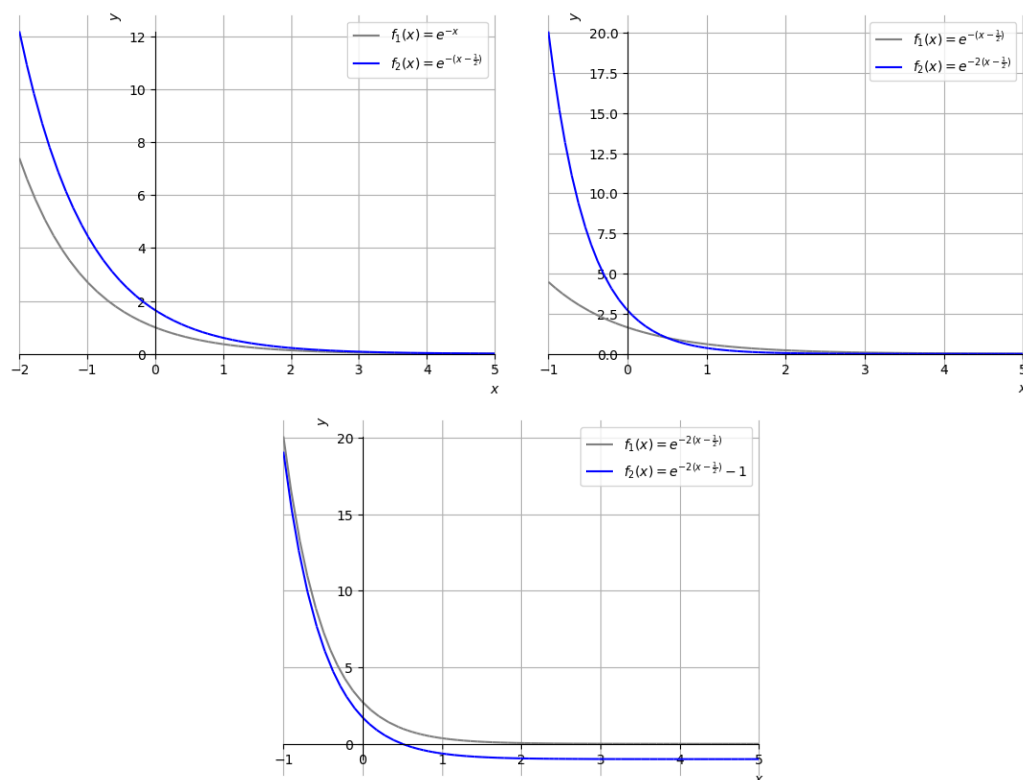 y
12
10
8
6
4
2
0
−2 −1 0 1 2 3 4 5
x
f₁(x) = e^{−x}
f₂(x) = e^{−(x−½)}
y
20.0
17.5
15.0
12.5
10.0
7.5
5.0
2.5
0.0
−1 0 1 2 3 4 5
x
f₁(x) = e^{−(x−½)}
f₂(x) = e^{−2(x−½)}
y
20
15
10
5
0
−1 0 1 2 3 4 5
x
f₁(x) = e^{−2(x−½)}
f₂(x) = e^{−2(x−½)} − 1